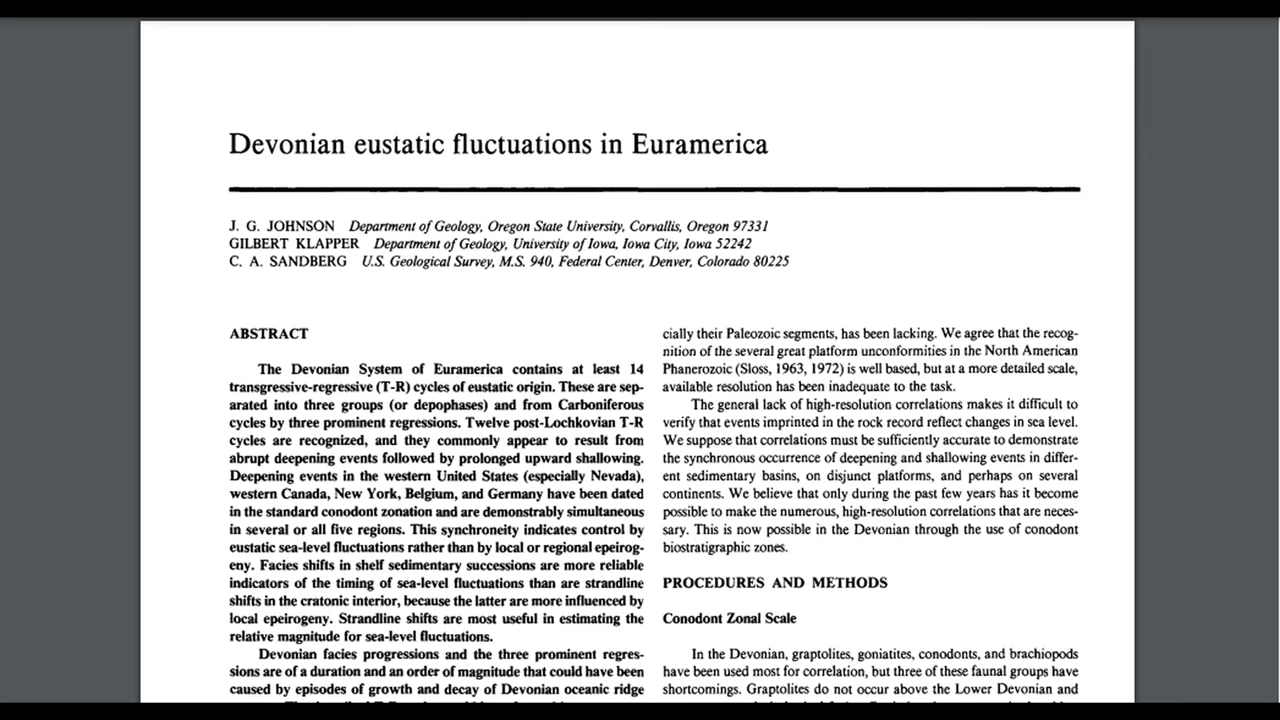 Devonian eustatic fluctuations in Euramerica
J. G. JOHNSON Department of Geology, Oregon State University, Corvallis, Oregon 97331
GILBERT KLAPPER Department of Geology, University of Iowa, Iowa City, Iowa 52242
C. A. SANDBERG U.S. Geological Survey, M.S. 940, Federal Center, Denver, Colorado 80225
ABSTRACT
The Devonian System of Euramerica contains at least 14
transgressive-regressive (T-R) cycles of eustatic origin. These are sep-
arated into three groups (or depophases) and from Carboniferous
cycles by three prominent regressions. Twelve post-Lochkovian T-R
cycles are recognized, and they commonly appear to result from
abrupt deepening events followed by prolonged upward shallowing.
Deepening events in the western United States (especially Nevada),
western Canada, New York, Belgium, and Germany have been dated
in the standard conodont zonation and are demonstrably simultaneous
in several or all five regions. This synchroneity indicates control by
eustatic sea-level fluctuations rather than by local or regional epeirog-
eny. Facies shifts in shelf sedimentary successions are more reliable
indicators of the timing of sea-level fluctuations than are strandline
shifts in the cratonic interior, because the latter are more influenced by
local epeirogeny. Strandline shifts are most useful in estimating the
relative magnitude for sea-level fluctuations.
Devonian facies progressions and the three prominent regres-
sions are of a duration and an order of magnitude that could have been
caused by episodes of growth and decay of Devonian oceanic ridge
cially their Paleozoic segments, has been lacking. We agree that the recog-
nition of the several great platform unconformities in the North American
Phanerozoic (Sloss, 1963, 1972) is well based, but at a more detailed scale,
available resolution has been inadequate to the task.
The general lack of high-resolution correlations makes it difficult to
verify that events imprinted in the rock record reflect changes in sea level.
We suppose that correlations must be sufficiently accurate to demonstrate
the synchronous occurrence of deepening and shallowing events in differ-
ent sedimentary basins, on disjunct platforms, and perhaps on several
continents. We believe that only during the past few years has it become
possible to make the numerous, high-resolution correlations that are neces-
sary. This is now possible in the Devonian through the use of conodont
biostratigraphic zones.
PROCEDURES AND METHODS
Conodont Zonal Scale
In the Devonian, graptolites, goniatites, conodonts, and brachiopods
have been used most for correlation, but three of these faunal groups have
shortcomings. Graptolites do not occur above the Lower Devonian and